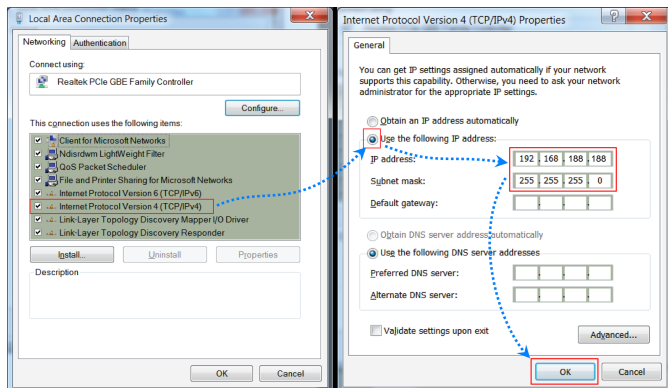 Local Area Connection Properties
Networking
Authentication
Connect using:
Realtek PCIe GBE Family Controller
Configure...
This connection uses the following items:
Client for Microsoft Networks
Ndisrdwm LightWeight Filter
QoS Packet Scheduler
File and Printer Sharing for Microsoft Networks
Internet Protocol Version 6 (TCP/IPv6)
Internet Protocol Version 4 (TCP/IPv4)
Link-Layer Topology Discovery Mapper I/O Driver
Link-Layer Topology Discovery Responder
Install...
Uninstall
Properties
Description
OK
Cancel
Internet Protocol Version 4 (TCP/IPv4) Properties
General
You can get IP settings assigned automatically if your network
supports this capability. Otherwise, you need to ask your network
administrator for the appropriate IP settings.
Obtain an IP address automatically
Use the following IP address:
IP address:
192 . 168 . 188 . 188
Subnet mask:
255 . 255 . 255 . 0
Default gateway:
Obtain DNS server address automatically
Use the following DNS server addresses
Preferred DNS server:
Alternate DNS server:
Validate settings upon exit
Advanced...
OK
Cancel